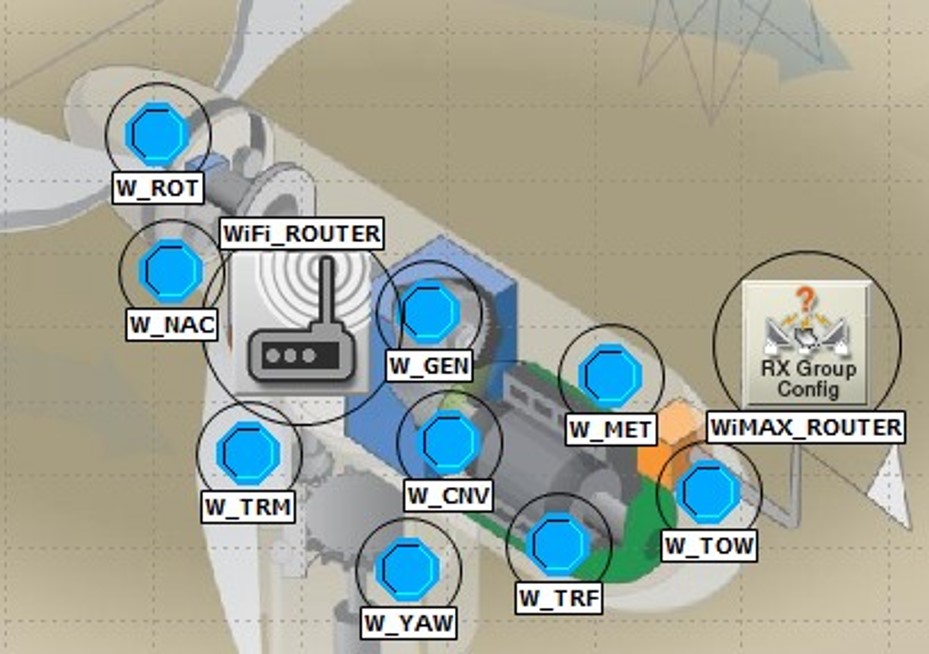 W_ROT
WiFi_ROUTER
W_NAC
W_GEN
?
RX Group
Config
W_MET
WiMAX_ROUTER
W_TRM
W_CNV
W_TOW
W_TRF
W_YAW